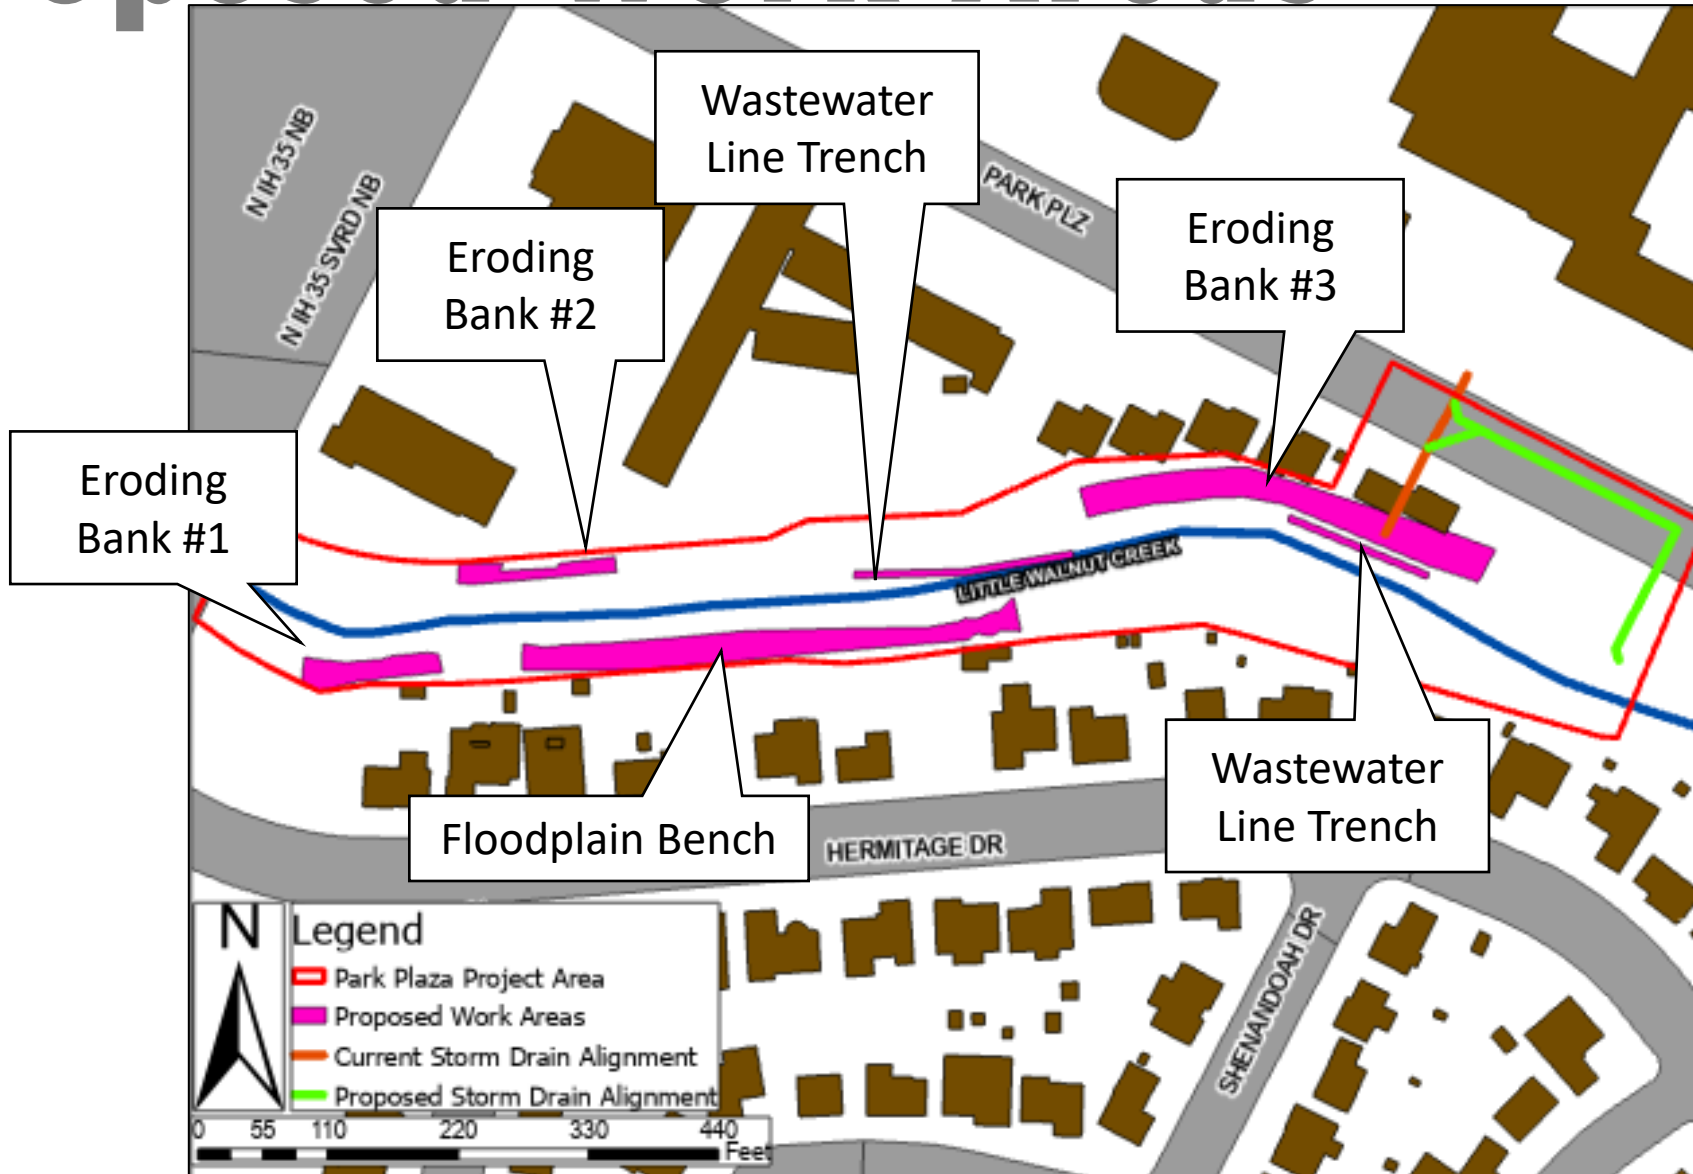 Wastewater
Line Trench
Eroding
Bank #2
Eroding
Bank #3
Eroding
Bank #1
N IH 35 NB
N IH 35 SVRD NB
PARK PLZ
LITTLE WALNUT CREEK
Wastewater
Line Trench
Floodplain Bench
HERMITAGE DR
SHENANDOAH DR
N
Legend
Park Plaza Project Area
Proposed Work Areas
Current Storm Drain Alignment
Proposed Storm Drain Alignment
0 55 110 220 330 440
Feet